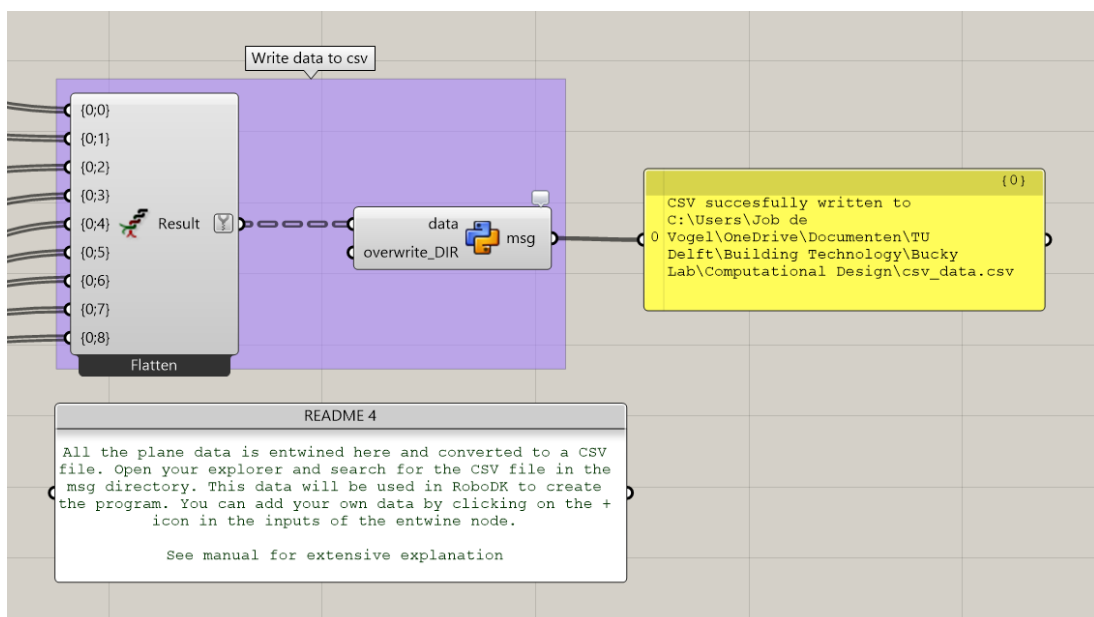 Write data to csv
{0;0}
{0;1}
{0;2}
{0;3}
{0;4}
{0;5}
{0;6}
{0;7}
{0;8}
Result
Flatten
data
overwrite_DIR
msg
{0}
0
CSV succesfully written to
C:\Users\Job de
Vogel\OneDrive\Documenten\TU
Delft\Building Technology\Bucky
Lab\Computational Design\csv_data.csv
README 4
All the plane data is entwined here and converted to a CSV
file. Open your explorer and search for the CSV file in the
msg directory. This data will be used in RoboDK to create
the program. You can add your own data by clicking on the +
icon in the inputs of the entwine node.
See manual for extensive explanation